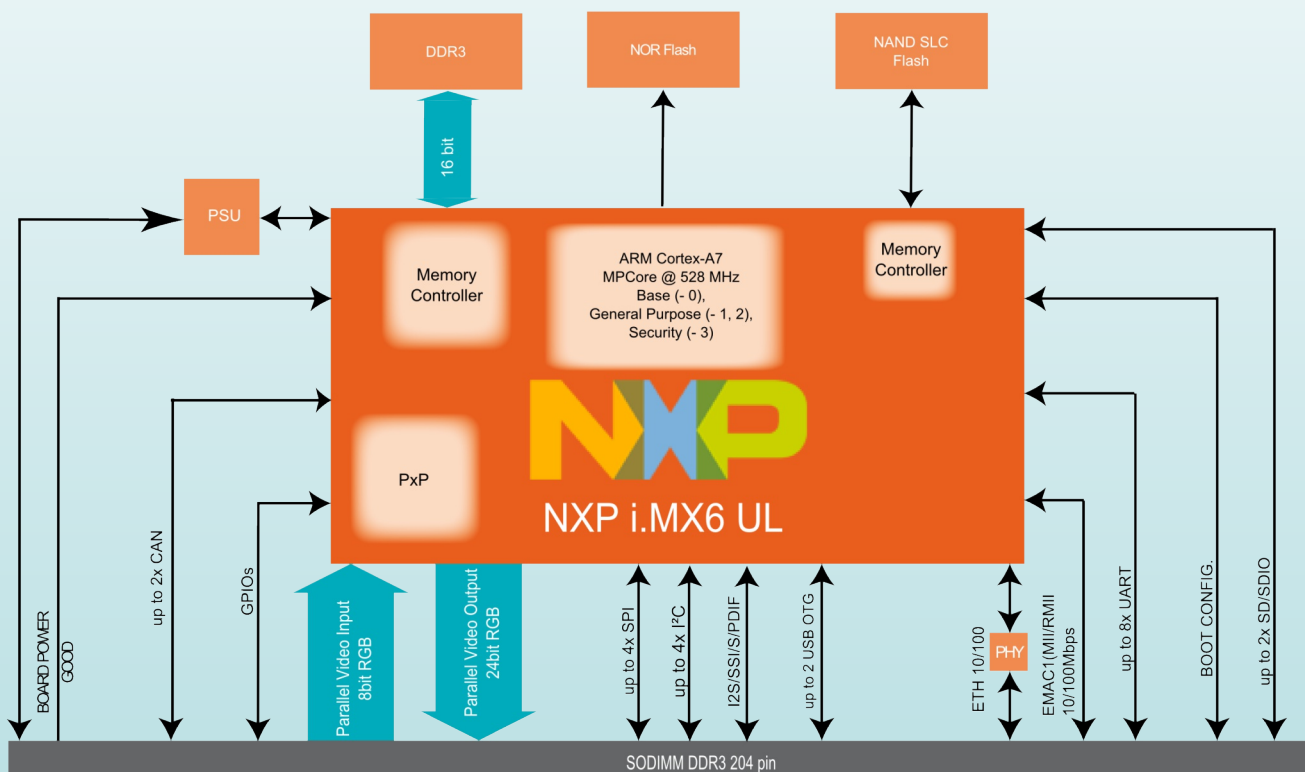 DDR3
NOR Flash
NAND SLC
Flash
16 bit
PSU
Memory
Controller
ARM Cortex-A7
MPCore @ 528 MHz
Base (- 0),
General Purpose (- 1, 2),
Security (- 3)
Memory
Controller
NXP
PxP
NXP i.MX6 UL
BOARD POWER
GOOD
up to 2x CAN
GPIOs
Parallel Video Input
8bit RGB
Parallel Video Output
24bit RGB
up to 4x SPI
up to 4x I²C
I2S/SSI/S/PDIF
up to 2 USB OTG
ETH 10/100
PHY
EMAC1(MII/RMII
10/100Mbps
up to 8x UART
BOOT CONFIG.
up to 2x SD/SDIO
SODIMM DDR3 204 pin